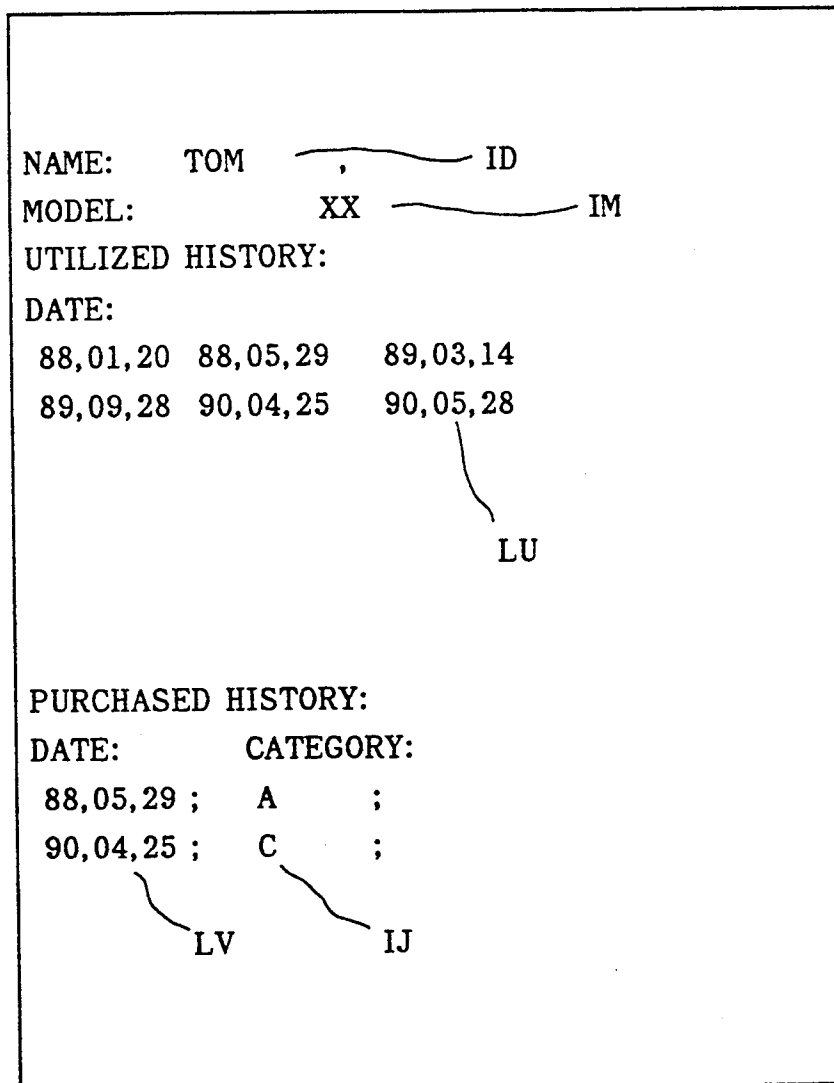 NAME: TOM , ID
MODEL: XX IM
UTILIZED HISTORY:
DATE:
88,01,20 88,05,29 89,03,14
89,09,28 90,04,25 90,05,28
LU
PURCHASED HISTORY:
DATE: CATEGORY:
88,05,29 ; A ;
90,04,25 ; C ;
LV IJ